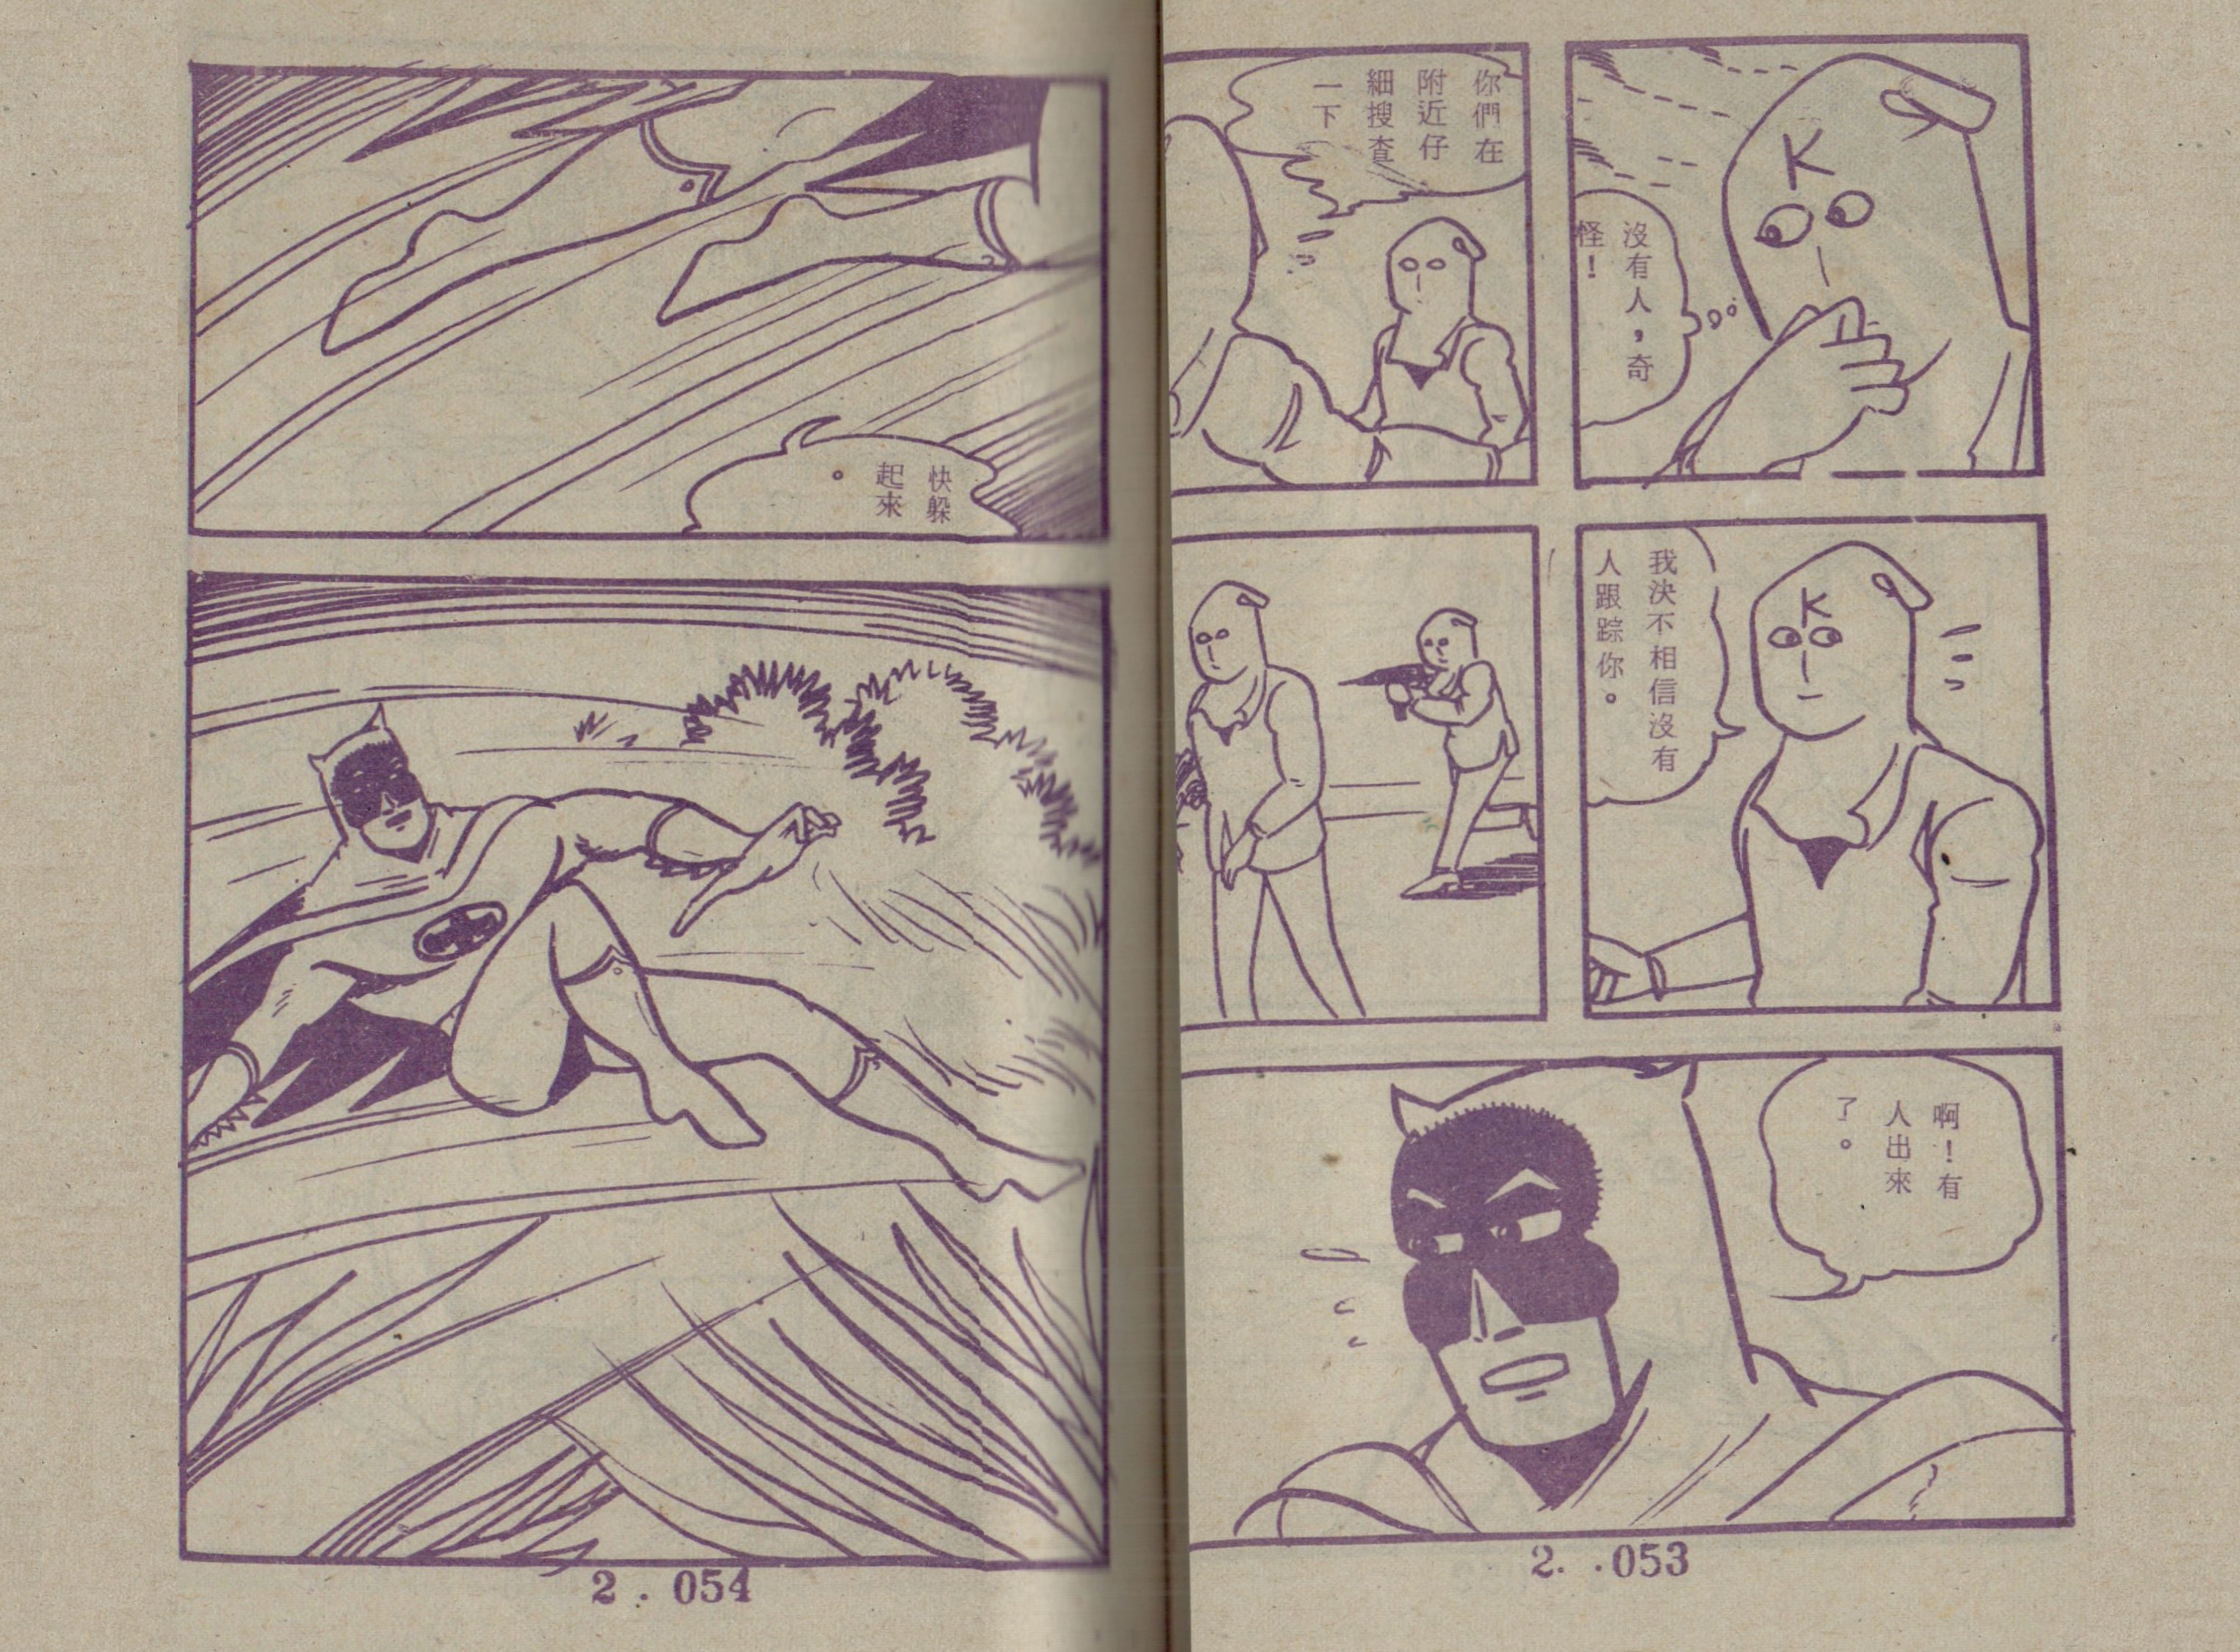 K
沒有人，奇
怪！
你們在
附近仔
細搜查
一下
K
我決不相信沒有
人跟踪你。
啊！有
人出來
了。
2. .053
快躲
起來
。
2 . 054